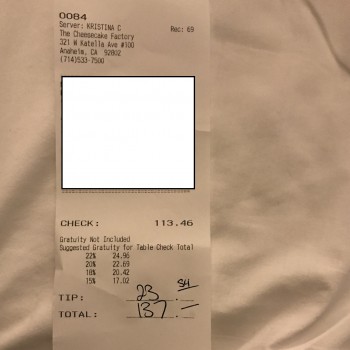 0084
Server: KRISTINA C Rec: 69
The Cheesecake Factory
321 W Katella Ave #100
Anaheim, CA 92802
(714)533-7500
CHECK: 113.46
Gratuity Not Included
Suggested Gratuity for Table Check Total
22% 24.96
20% 22.69
18% 20.42
15% 17.02
TIP: 23.54
TOTAL: 137.-